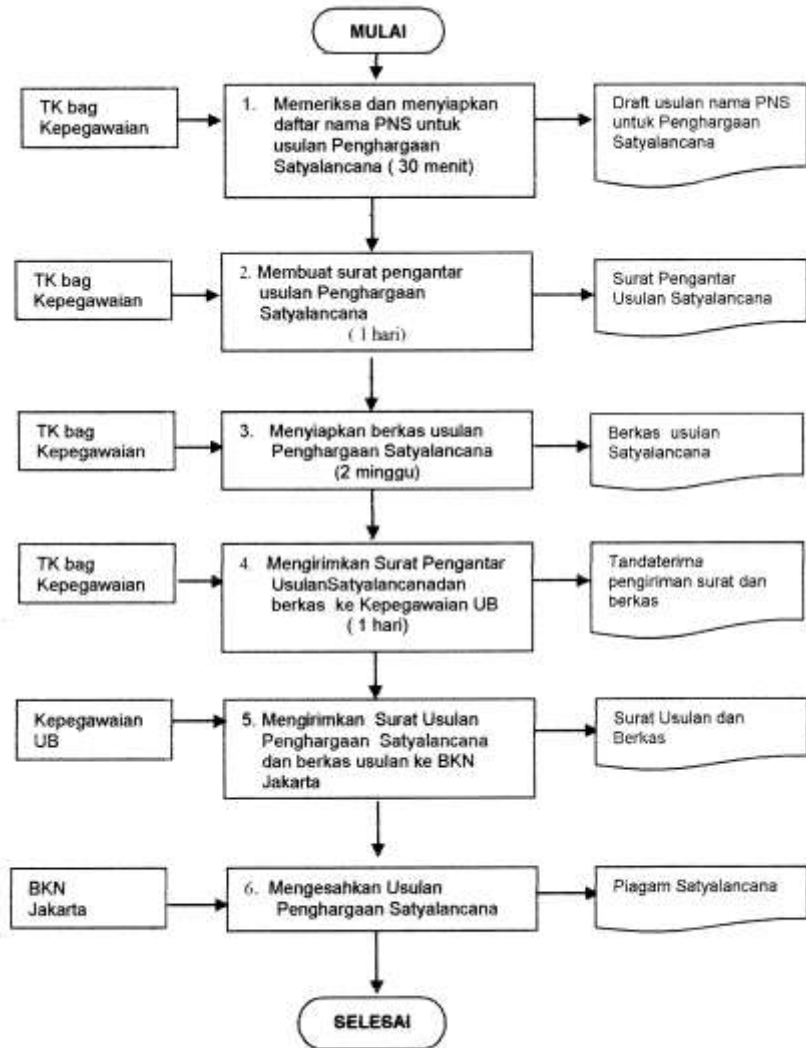 MULAI
TK bag
Kepegawaian
1. Memeriksa dan menyiapkan
daftar nama PNS untuk
usulan Penghargaan
Satyalancana ( 30 menit)
Draft usulan nama PNS
untuk Penghargaan
Satyalancana
TK bag
Kepegawaian
2. Membuat surat pengantar
usulan Penghargaan
Satyalancana
( 1 hari)
Surat Pengantar
Usulan Satyalancana
TK bag
Kepegawaian
3. Menyiapkan berkas usulan
Penghargaan Satyalancana
(2 minggu)
Berkas usulan
Satyalancana
TK bag
Kepegawaian
4. Mengirimkan Surat Pengantar
UsulanSatyalancanadan
berkas ke Kepegawaian UB
( 1 hari)
Tandaterima
pengiriman surat dan
berkas
Kepegawaian
UB
5. Mengirimkan Surat Usulan
Penghargaan Satyalancana
dan berkas usulan ke BKN
Jakarta
Surat Usulan dan
Berkas
BKN
Jakarta
6. Mengesahkan Usulan
Penghargaan Satyalancana
Piagam Satyalancana
SELESAI